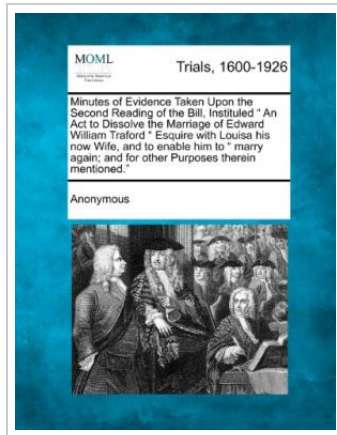 MOML
Trials, 1600-1926
Minutes of Evidence Taken Upon the
Second Reading of the Bill, Instituled “ An
Act to Dissolve the Marriage of Edward
William Traford “ Esquire with Louisa his
now Wife, and to enable him to “ marry
again; and for other Purposes therein
mentioned.”
Anonymous